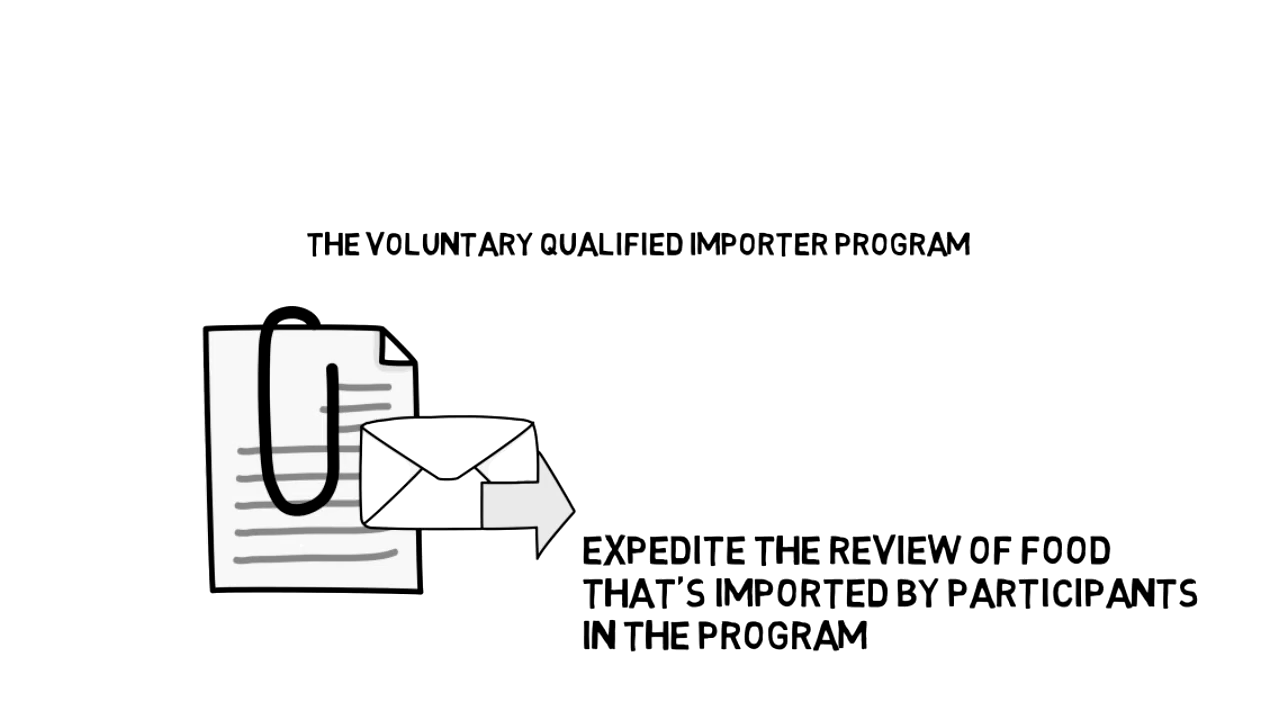 THE VOLUNTARY QUALIFIED IMPORTER PROGRAM
EXPEDITE THE REVIEW OF FOOD
THAT'S IMPORTED BY PARTICIPANTS
IN THE PROGRAM